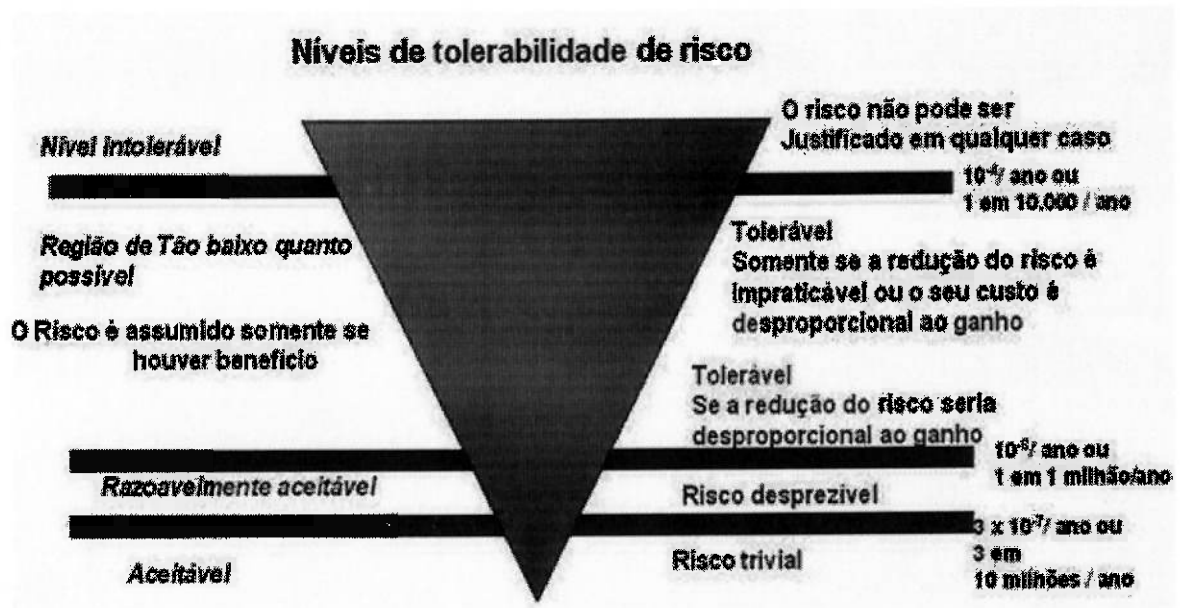 Níveis de tolerabilidade de risco
Nível intolerável
O risco não pode ser
Justificado em qualquer caso
10⁻⁴/ ano ou
1 em 10.000 / ano
Região de Tão baixo quanto
possível
O Risco é assumido somente se
houver benefício
Tolerável
Somente se a redução do risco é
impraticável ou o seu custo é
desproporcional ao ganho
Tolerável
Se a redução do risco seria
desproporcional ao ganho
10⁻⁶/ ano ou
1 em 1 milhão/ano
Razoavelmente aceitável
Risco desprezível
3 x 10⁻⁷/ ano ou
3 em
10 milhões / ano
Aceitável
Risco trivial